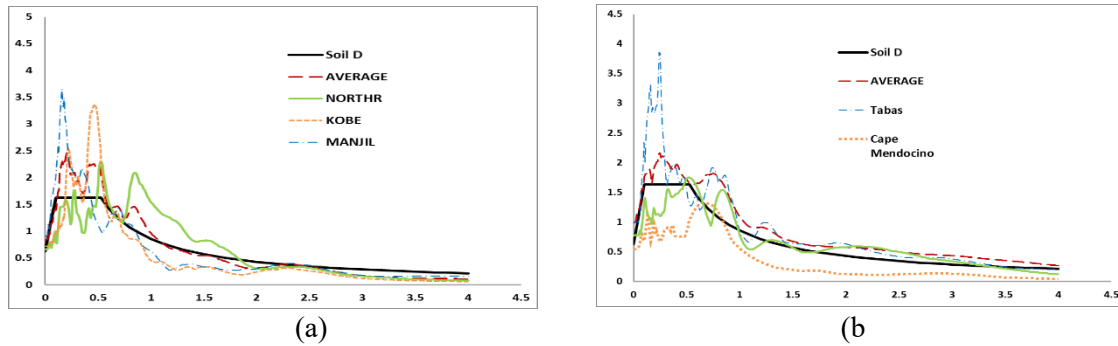 5
4.5
4
3.5
3
2.5
2
1.5
1
0.5
0
0 0.5 1 1.5 2 2.5 3 3.5 4 4.5
Soil D
AVERAGE
NORTHR
KOBE
MANJIL
(a)
4.5
4
3.5
3
2.5
2
1.5
1
0.5
0
0 0.5 1 1.5 2 2.5 3 3.5 4 4.5
Soil D
AVERAGE
Tabas
Cape
Mendocino
(b